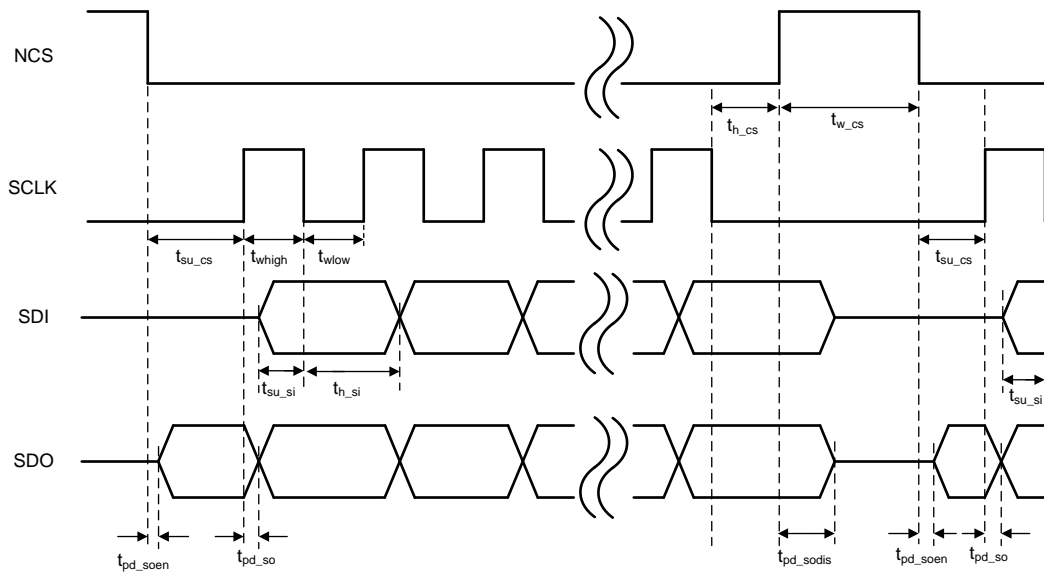 NCS
t_h_cs
t_w_cs
SCLK
t_su_cs
t_whigh
t_wlow
t_su_cs
SDI
t_su_si
t_h_si
t_su_si
SDO
t_pd_soen
t_pd_so
t_pd_sodis
t_pd_soen
t_pd_so